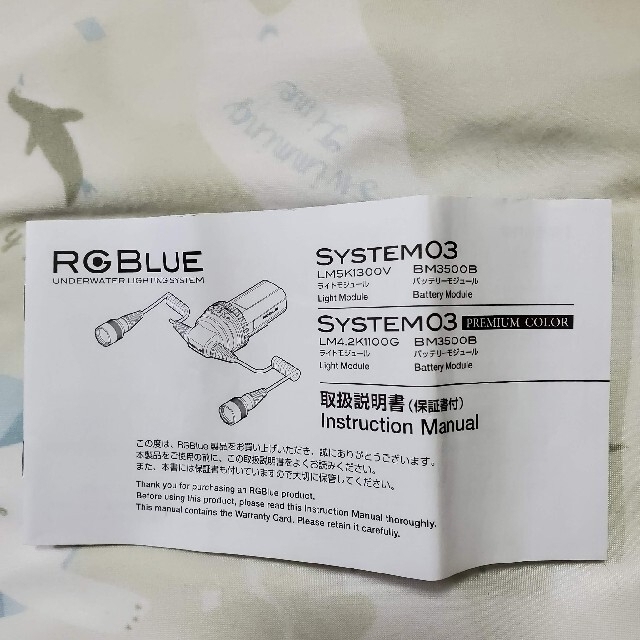 swimming time
RGBLUE
UNDERWATER LIGHTING SYSTEM
SYSTEM03
LM5K1300V BM3500B
ライトモジュール バッテリーモジュール
Light Module Battery Module
SYSTEM03 PREMIUM COLOR
LM4.2K1100G BM3500B
ライトモジュール バッテリーモジュール
Light Module Battery Module
取扱説明書(保証書付)
Instruction Manual
この度は、RGBlue 製品をお買い上げいただき、誠にありがとうございます。
本製品をご使用の前に、この取扱説明書をよくお読みください。
また、本書には保証書も付いていますので大切に保管してください。
Thank you for purchasing an RGBlue product.
Before using this product, please read this Instruction Manual thoroughly.
This manual contains the Warranty Card. Please retain it carefully.